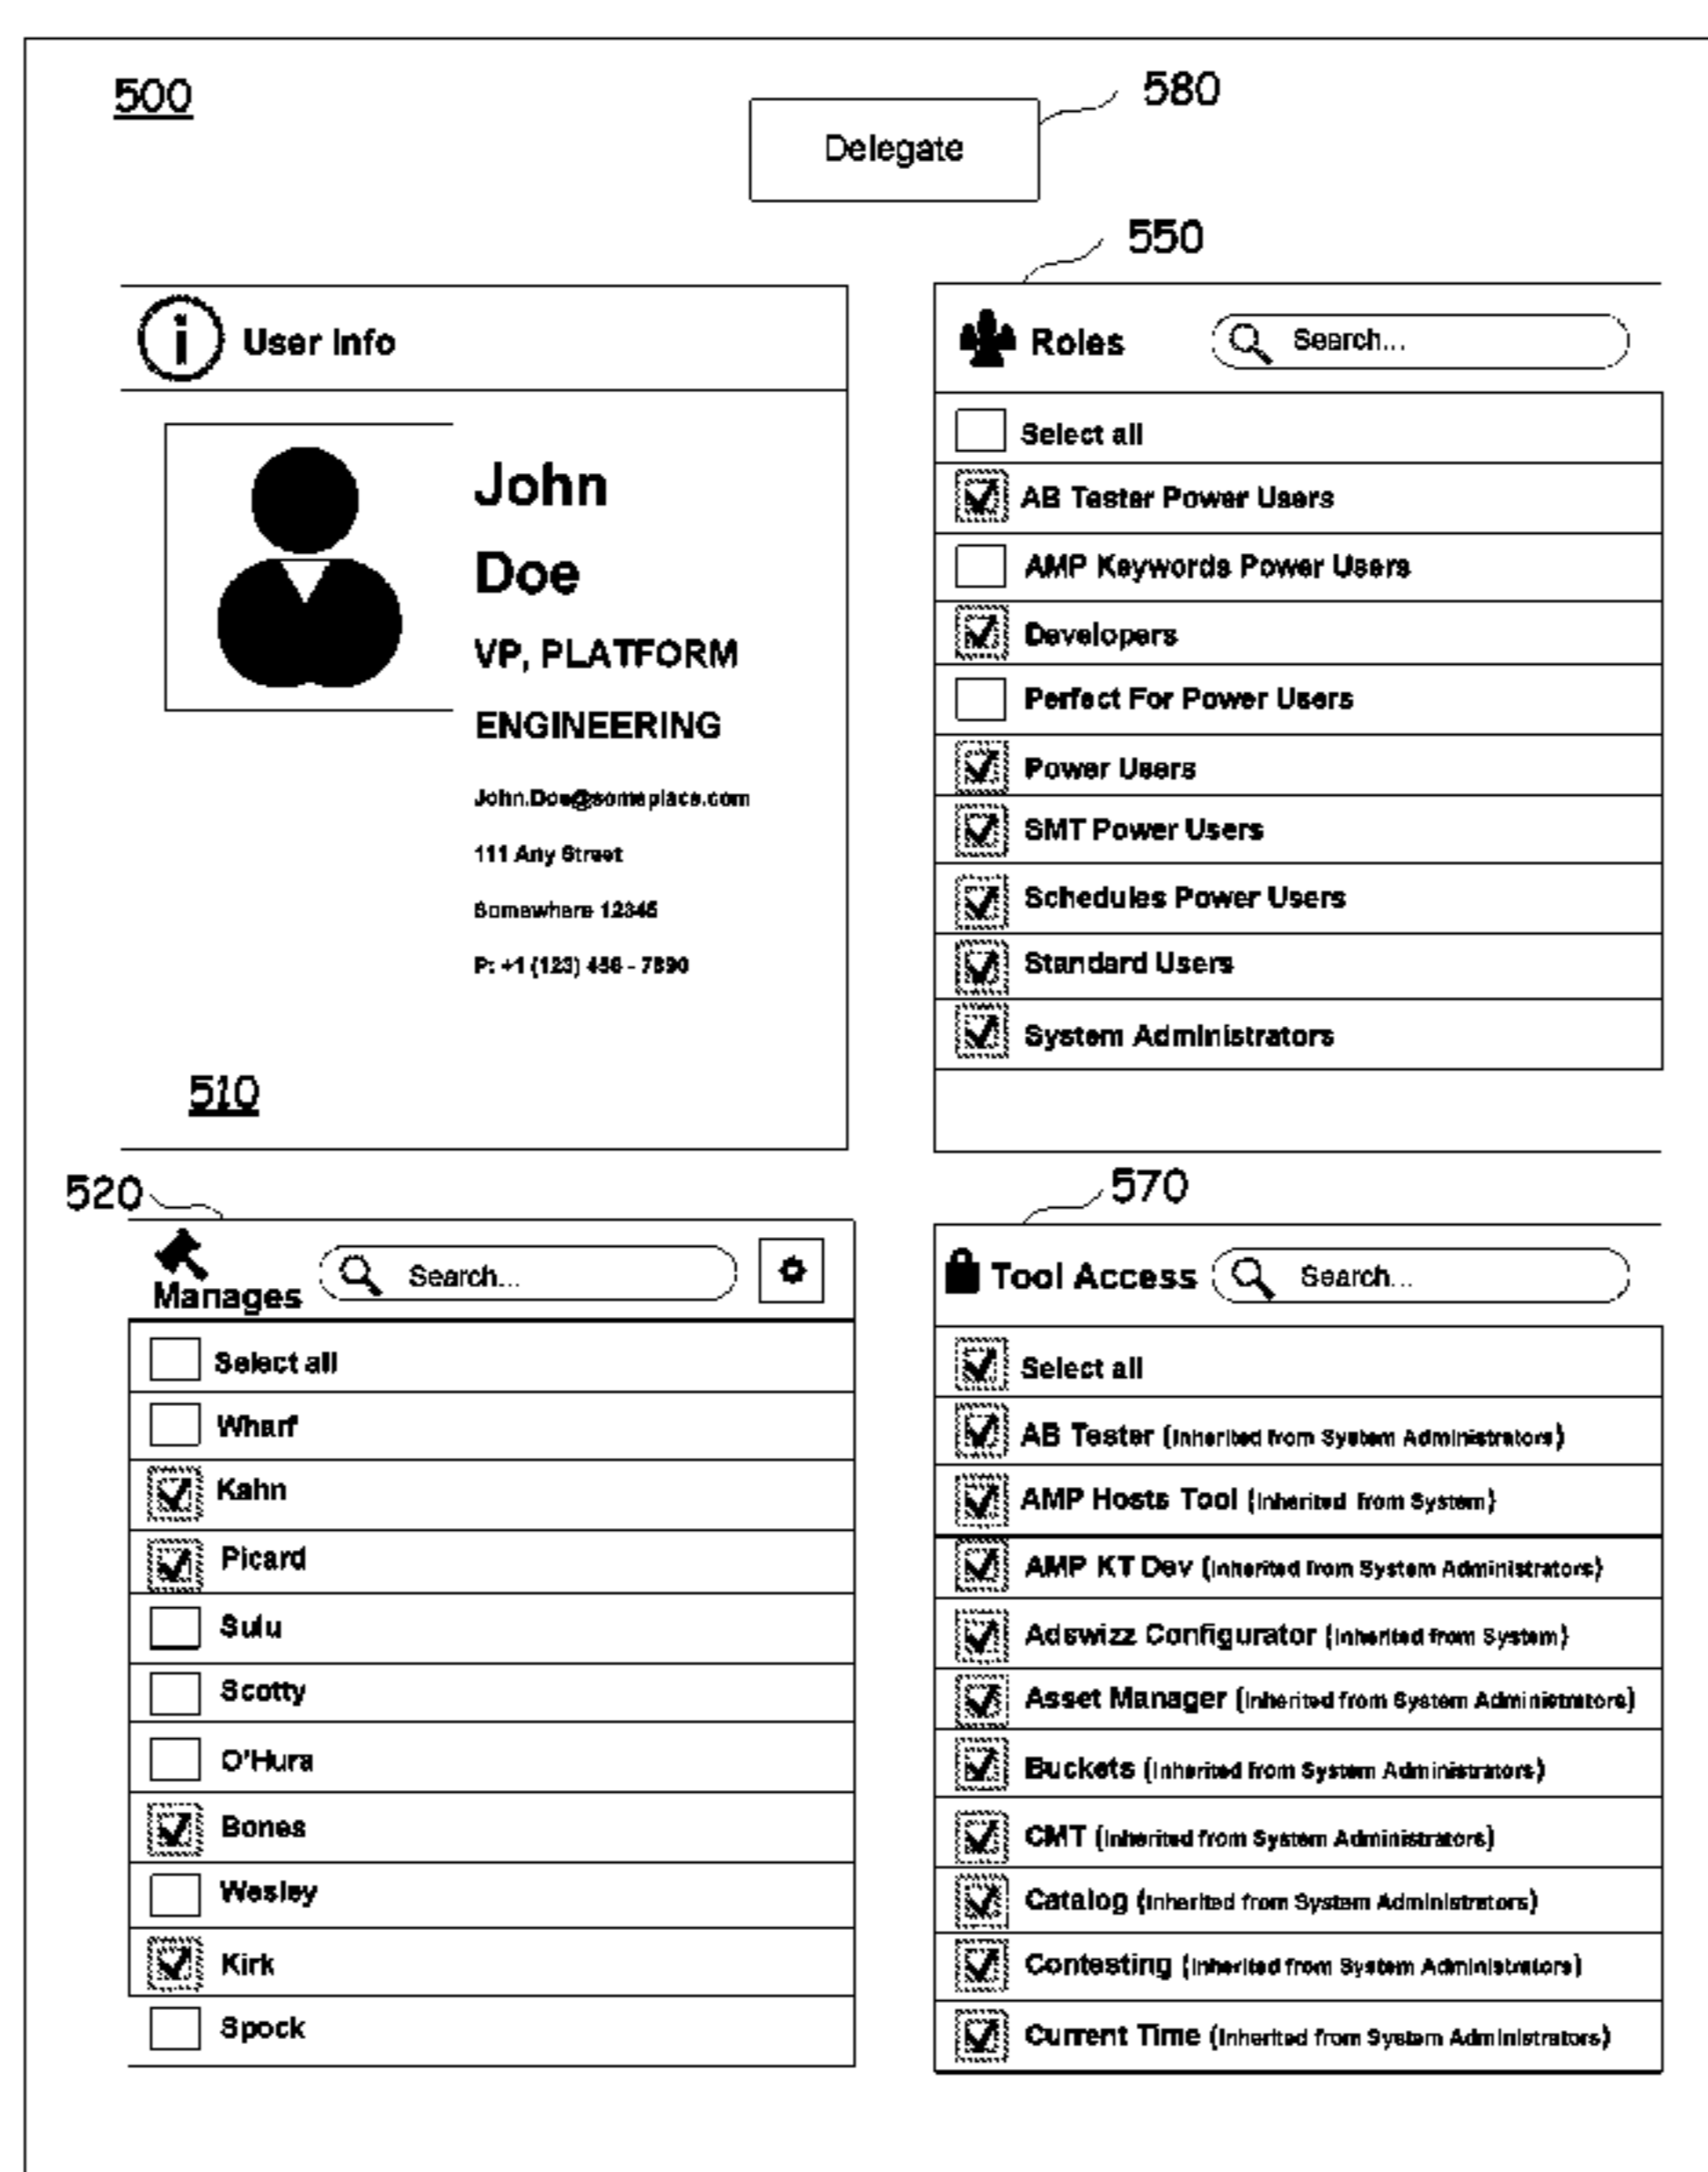 500
580
Delegate
550
User Info
John
Doe
VP, PLATFORM
ENGINEERING
John.Doe@someplace.com
111 Any Street
Somewhere 12345
P: +1 (123) 456 - 7890
510
Roles
Search...
Select all
AB Tester Power Users
AMP Keywords Power Users
Developers
Perfect For Power Users
Power Users
SMT Power Users
Schedules Power Users
Standard Users
System Administrators
520
Manages
Search...
Select all
Wharf
Kahn
Picard
Sulu
Scotty
O'Hura
Bones
Wesley
Kirk
Spock
570
Tool Access
Search...
Select all
AB Tester (Inherited from System Administrators)
AMP Hosts Tool (Inherited from System)
AMP KT Dev (Inherited from System Administrators)
Adswizz Configurator (Inherited from System)
Asset Manager (Inherited from System Administrators)
Buckets (Inherited from System Administrators)
CMT (Inherited from System Administrators)
Catalog (Inherited from System Administrators)
Contesting (Inherited from System Administrators)
Current Time (Inherited from System Administrators)